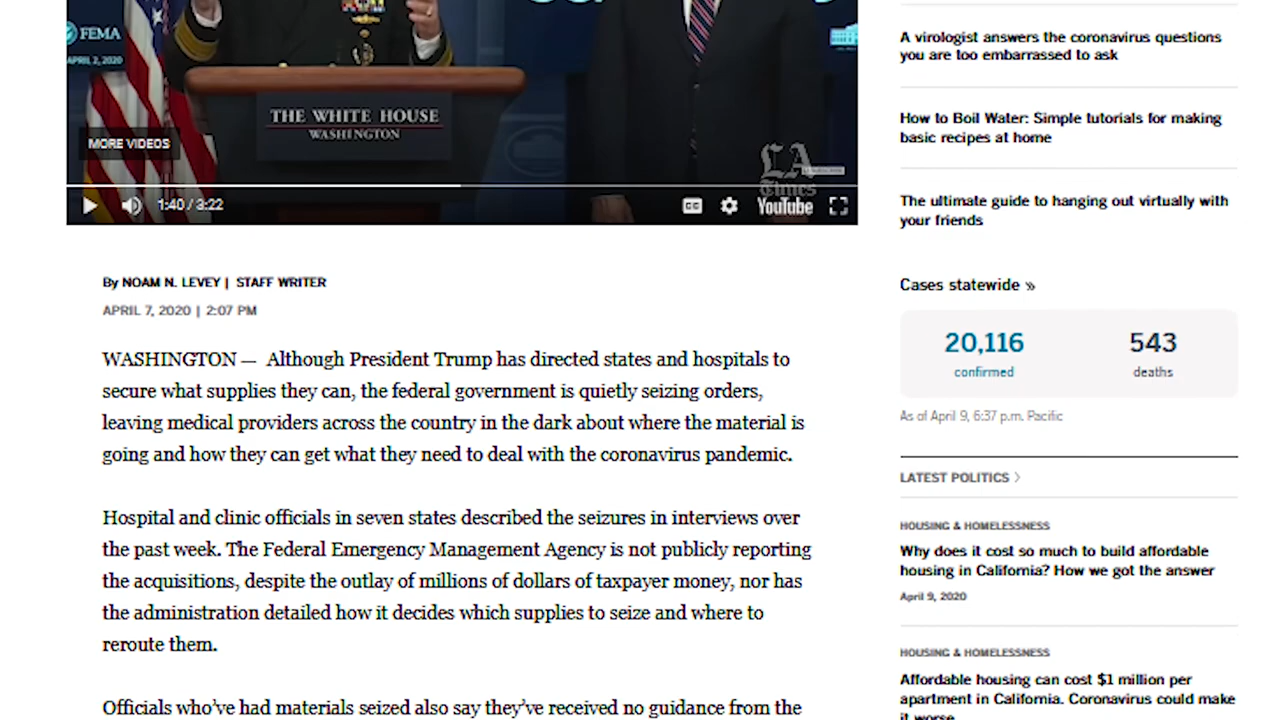 FEMA
APRIL 2, 2020
THE WHITE HOUSE
WASHINGTON
MORE VIDEOS
LA
Times
1:40 / 3:22
CC
YouTube
By NOAM N. LEVEY | STAFF WRITER
APRIL 7, 2020 | 2:07 PM
WASHINGTON — Although President Trump has directed states and hospitals to
secure what supplies they can, the federal government is quietly seizing orders,
leaving medical providers across the country in the dark about where the material is
going and how they can get what they need to deal with the coronavirus pandemic.
Hospital and clinic officials in seven states described the seizures in interviews over
the past week. The Federal Emergency Management Agency is not publicly reporting
the acquisitions, despite the outlay of millions of dollars of taxpayer money, nor has
the administration detailed how it decides which supplies to seize and where to
reroute them.
Officials who’ve had materials seized also say they’ve received no guidance from the
A virologist answers the coronavirus questions
you are too embarrassed to ask
How to Boil Water: Simple tutorials for making
basic recipes at home
The ultimate guide to hanging out virtually with
your friends
Cases statewide »
20,116 543
confirmed deaths
As of April 9, 6:37 p.m. Pacific
LATEST POLITICS >
HOUSING & HOMELESSNESS
Why does it cost so much to build affordable
housing in California? How we got the answer
April 9, 2020
HOUSING & HOMELESSNESS
Affordable housing can cost $1 million per
apartment in California. Coronavirus could make
it worse